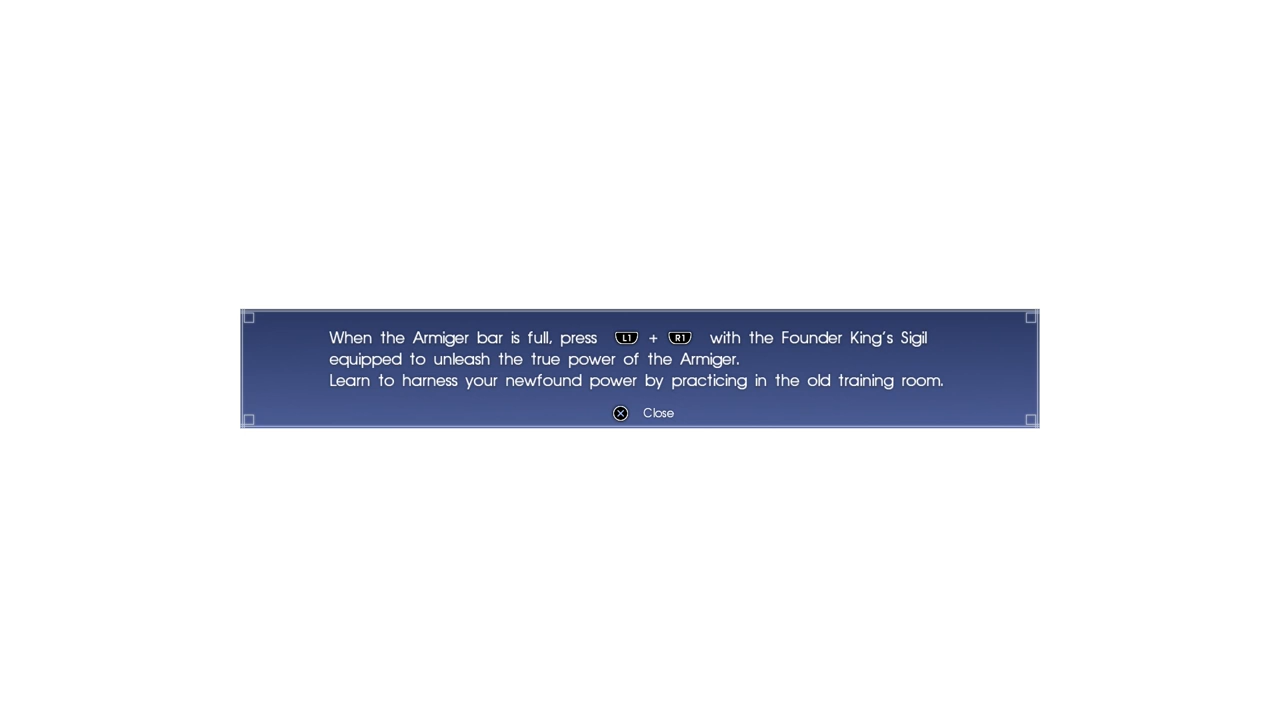 When the Armiger bar is full, press L1 + R1 with the Founder King's Sigil
equipped to unleash the true power of the Armiger.
Learn to harness your newfound power by practicing in the old training room.
Close